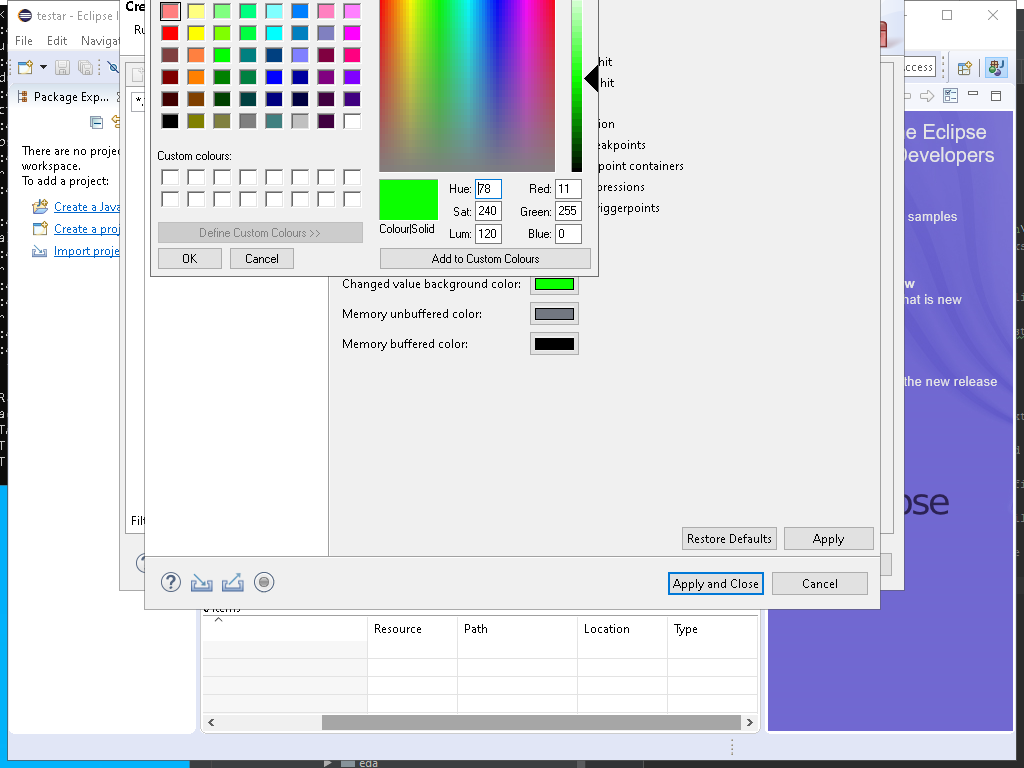 testar - Eclipse I
Cre
File Edit Navigat
Ru
hit
ccess
hit
Package Exp...
ion
eakpoints
There are no projec
workspace.
To add a project:
Create a Java
Create a proj
Import proje
point containers
pressions
riggerpoints
e Eclipse
Developers
samples
w
hat is new
the new release
Custom colours:
Define Custom Colours >>
OK Cancel
Hue: 78 Red: 11
Sat: 240 Green: 255
Colour|Solid
Lum: 120 Blue: 0
Add to Custom Colours
Changed value background color:
Memory unbuffered color:
Memory buffered color:
pse
Filt
Restore Defaults Apply
Apply and Close Cancel
Resource Path Location Type
eda